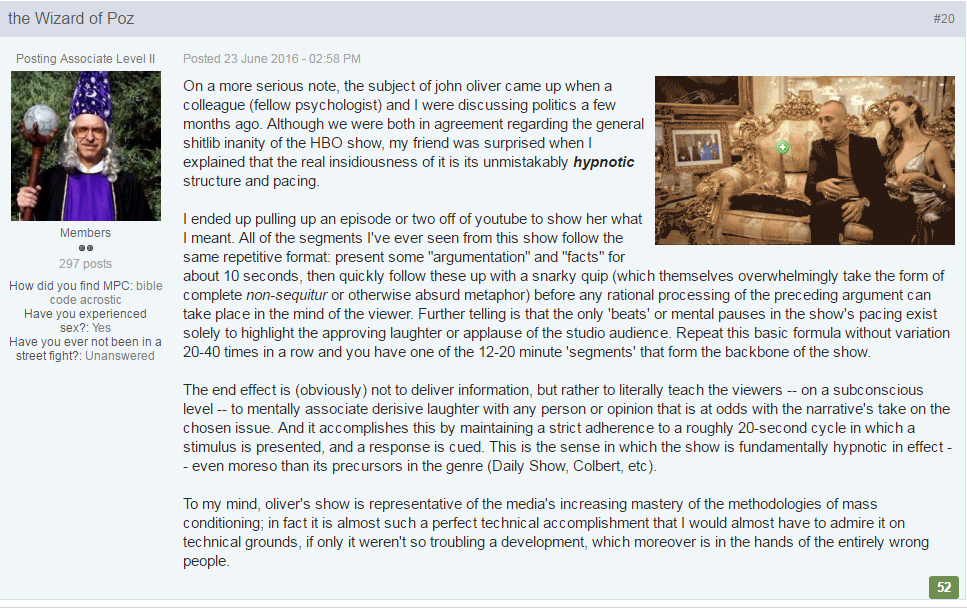 the Wizard of Poz
#20
Posting Associate Level II
Members
297 posts
How did you find MPC: bible
code acrostic
Have you experienced
sex?: Yes
Have you ever not been in a
street fight?: Unanswered
Posted 23 June 2016 - 02:58 PM
On a more serious note, the subject of john oliver came up when a
colleague (fellow psychologist) and I were discussing politics a few
months ago. Although we were both in agreement regarding the general
shitlib inanity of the HBO show, my friend was surprised when I
explained that the real insidiousness of it is its unmistakably hypnotic
structure and pacing.
I ended up pulling up an episode or two off of youtube to show her what
I meant. All of the segments I've ever seen from this show follow the
same repetitive format: present some "argumentation" and "facts" for
about 10 seconds, then quickly follow these up with a snarky quip (which themselves overwhelmingly take the form of
complete non-sequitur or otherwise absurd metaphor) before any rational processing of the preceding argument can
take place in the mind of the viewer. Further telling is that the only 'beats' or mental pauses in the show's pacing exist
solely to highlight the approving laughter or applause of the studio audience. Repeat this basic formula without variation
20-40 times in a row and you have one of the 12-20 minute 'segments' that form the backbone of the show.
The end effect is (obviously) not to deliver information, but rather to literally teach the viewers -- on a subconscious
level -- to mentally associate derisive laughter with any person or opinion that is at odds with the narrative's take on the
chosen issue. And it accomplishes this by maintaining a strict adherence to a roughly 20-second cycle in which a
stimulus is presented, and a response is cued. This is the sense in which the show is fundamentally hypnotic in effect -
- even moreso than its precursors in the genre (Daily Show, Colbert, etc).
To my mind, oliver's show is representative of the media's increasing mastery of the methodologies of mass
conditioning; in fact it is almost such a perfect technical accomplishment that I would almost have to admire it on
technical grounds, if only it weren't so troubling a development, which moreover is in the hands of the entirely wrong
people.
52